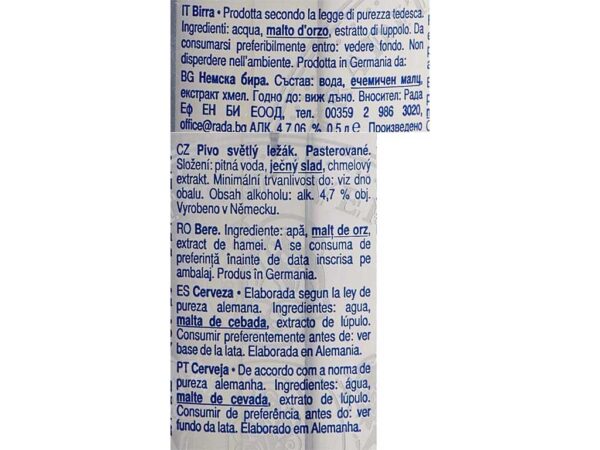 IT Birra • Prodotta secondo la legge di purezza tedesca.
Ingredienti: acqua, malto d'orzo, estratto di luppolo. Da
consumarsi preferibilmente entro: vedere fondo. Non
disperdere nell'ambiente. Prodotta in Germania da:
BG Немска бира. Състав: вода, ечемичен малц,
екстракт хмел. Годно до: виж дъно. Вносител: Рада
Еф ЕН БИ ЕООД, тел. 00359 2 986 3020,
office@rada.bg АЛК. 4,7 06. % 0,5 л ℮ Произведено
CZ Pivo světlý ležák. Pasterované.
Složení: pitná voda, ječný slad, chmelový
extrakt. Minimální trvanlivost do: viz dno
obalu. Obsah alkoholu: alk. 4,7 % obj.
Vyrobeno v Německu.
RO Bere. Ingrediente: apă, malţ de orz,
extract de hamei. A se consuma de
preferinţă înainte de data inscrisa pe
ambalaj. Produs în Germania.
ES Cerveza • Elaborada segun la ley de
pureza alemana. Ingredientes: agua,
malta de cebada, extracto de lúpulo.
Consumir preferentemente antes de: ver
base de la lata. Elaborada en Alemania.
PT Cerveja • De acordo com a norma de
pureza alemanha. Ingredientes: água,
malte de cevada, extrato de lúpulo.
Consumir de preferência antes do: ver
fundo da lata. Elaborado em Alemanha.